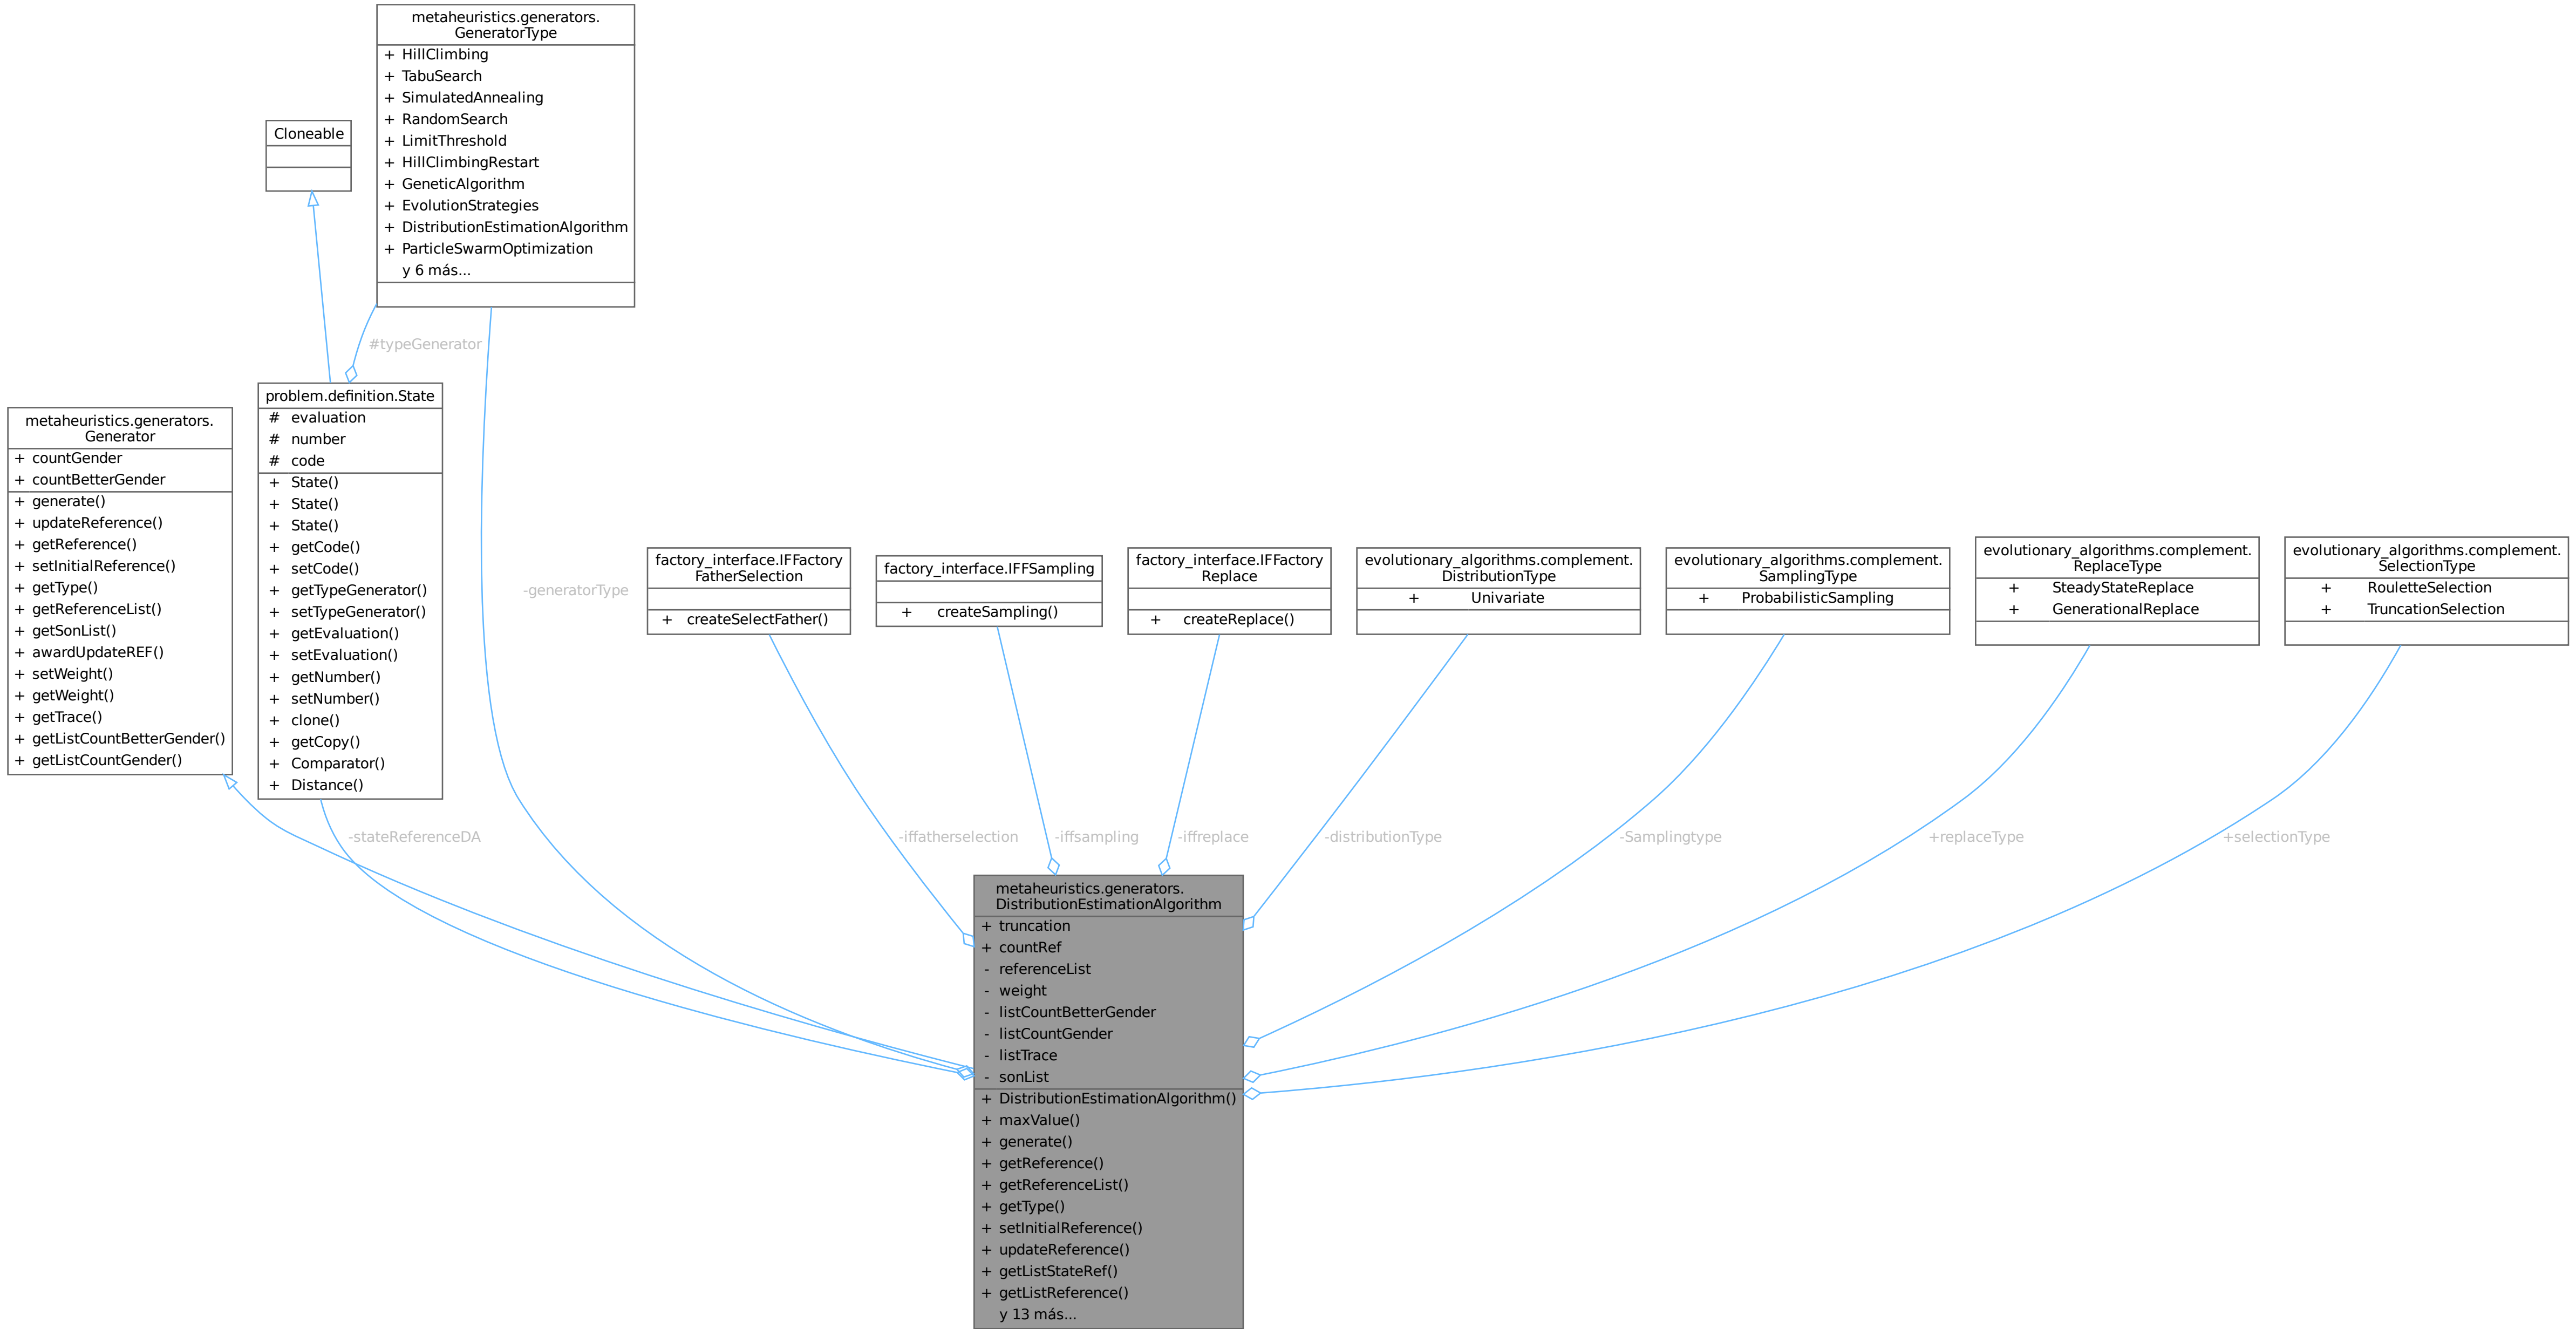 metaheuristics.generators.
GeneratorType
+ HillClimbing
+ TabuSearch
+ SimulatedAnnealing
+ RandomSearch
+ LimitThreshold
+ HillClimbingRestart
+ GeneticAlgorithm
+ EvolutionStrategies
+ DistributionEstimationAlgorithm
+ ParticleSwarmOptimization
y 6 más...
Cloneable
#typeGenerator
metaheuristics.generators.
Generator
+ countGender
+ countBetterGender
+ generate()
+ updateReference()
+ getReference()
+ setInitialReference()
+ getType()
+ getReferenceList()
+ getSonList()
+ awardUpdateREF()
+ setWeight()
+ getWeight()
+ getTrace()
+ getListCountBetterGender()
+ getListCountGender()
problem.definition.State
# evaluation
# number
# code
+ State()
+ State()
+ State()
+ getCode()
+ setCode()
+ getTypeGenerator()
+ setTypeGenerator()
+ getEvaluation()
+ setEvaluation()
+ getNumber()
+ setNumber()
+ clone()
+ getCopy()
+ Comparator()
+ Distance()
-generatorType
factory_interface.IFFactory
FatherSelection
+ createSelectFather()
factory_interface.IFFSampling
+ createSampling()
factory_interface.IFFactory
Replace
+ createReplace()
evolutionary_algorithms.complement.
DistributionType
+ Univariate
evolutionary_algorithms.complement.
SamplingType
+ ProbabilisticSampling
evolutionary_algorithms.complement.
ReplaceType
+ SteadyStateReplace
+ GenerationalReplace
evolutionary_algorithms.complement.
SelectionType
+ RouletteSelection
+ TruncationSelection
-stateReferenceDA
-iffatherselection
-iffsampling
-iffreplace
-distributionType
-Samplingtype
+replaceType
+selectionType
metaheuristics.generators.
DistributionEstimationAlgorithm
+ truncation
+ countRef
- referenceList
- weight
- listCountBetterGender
- listCountGender
- listTrace
- sonList
+ DistributionEstimationAlgorithm()
+ maxValue()
+ generate()
+ getReference()
+ getReferenceList()
+ getType()
+ setInitialReference()
+ updateReference()
+ getListStateRef()
+ getListReference()
y 13 más...